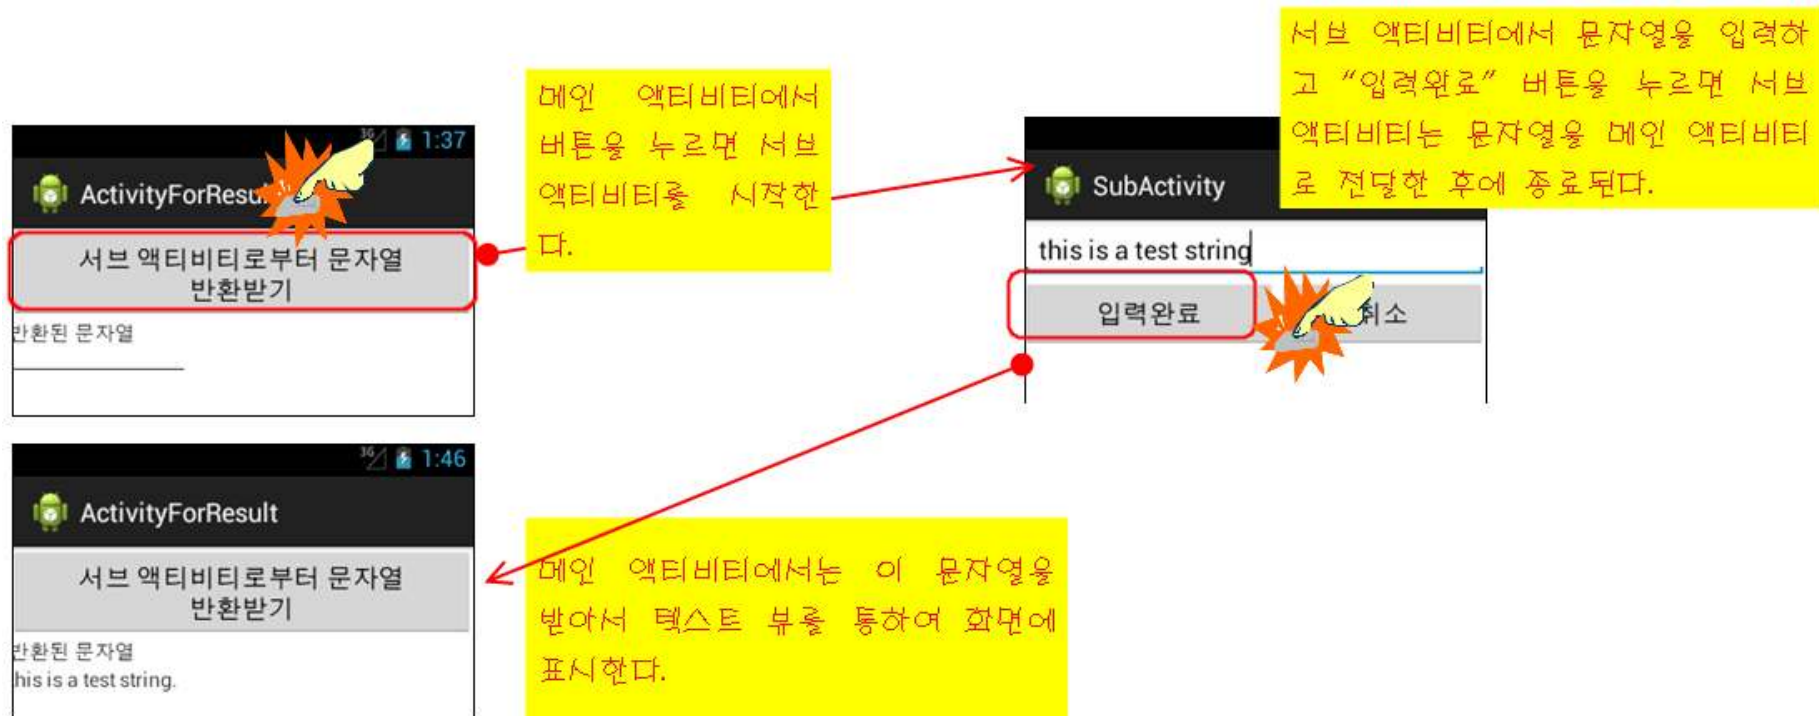 3G 1:37
ActivityForResu
서브 액티비티로부터 문자열
반환받기
반환된 문자열
메인 액티비티에서
버튼을 누르면 서브
액티비티를 시작한
다.
SubActivity
this is a test string
입력완료
취소
서브 액티비티에서 문자열을 입력하
고 “입력완료” 버튼을 누르면 서브
액티비티는 문자열을 메인 액티비티
로 전달한 후에 종료된다.
3G 1:46
ActivityForResult
서브 액티비티로부터 문자열
반환받기
반환된 문자열
his is a test string.
메인 액티비티에서는 이 문자열을
받아서 텍스트 뷰를 통하여 화면에
표시한다.